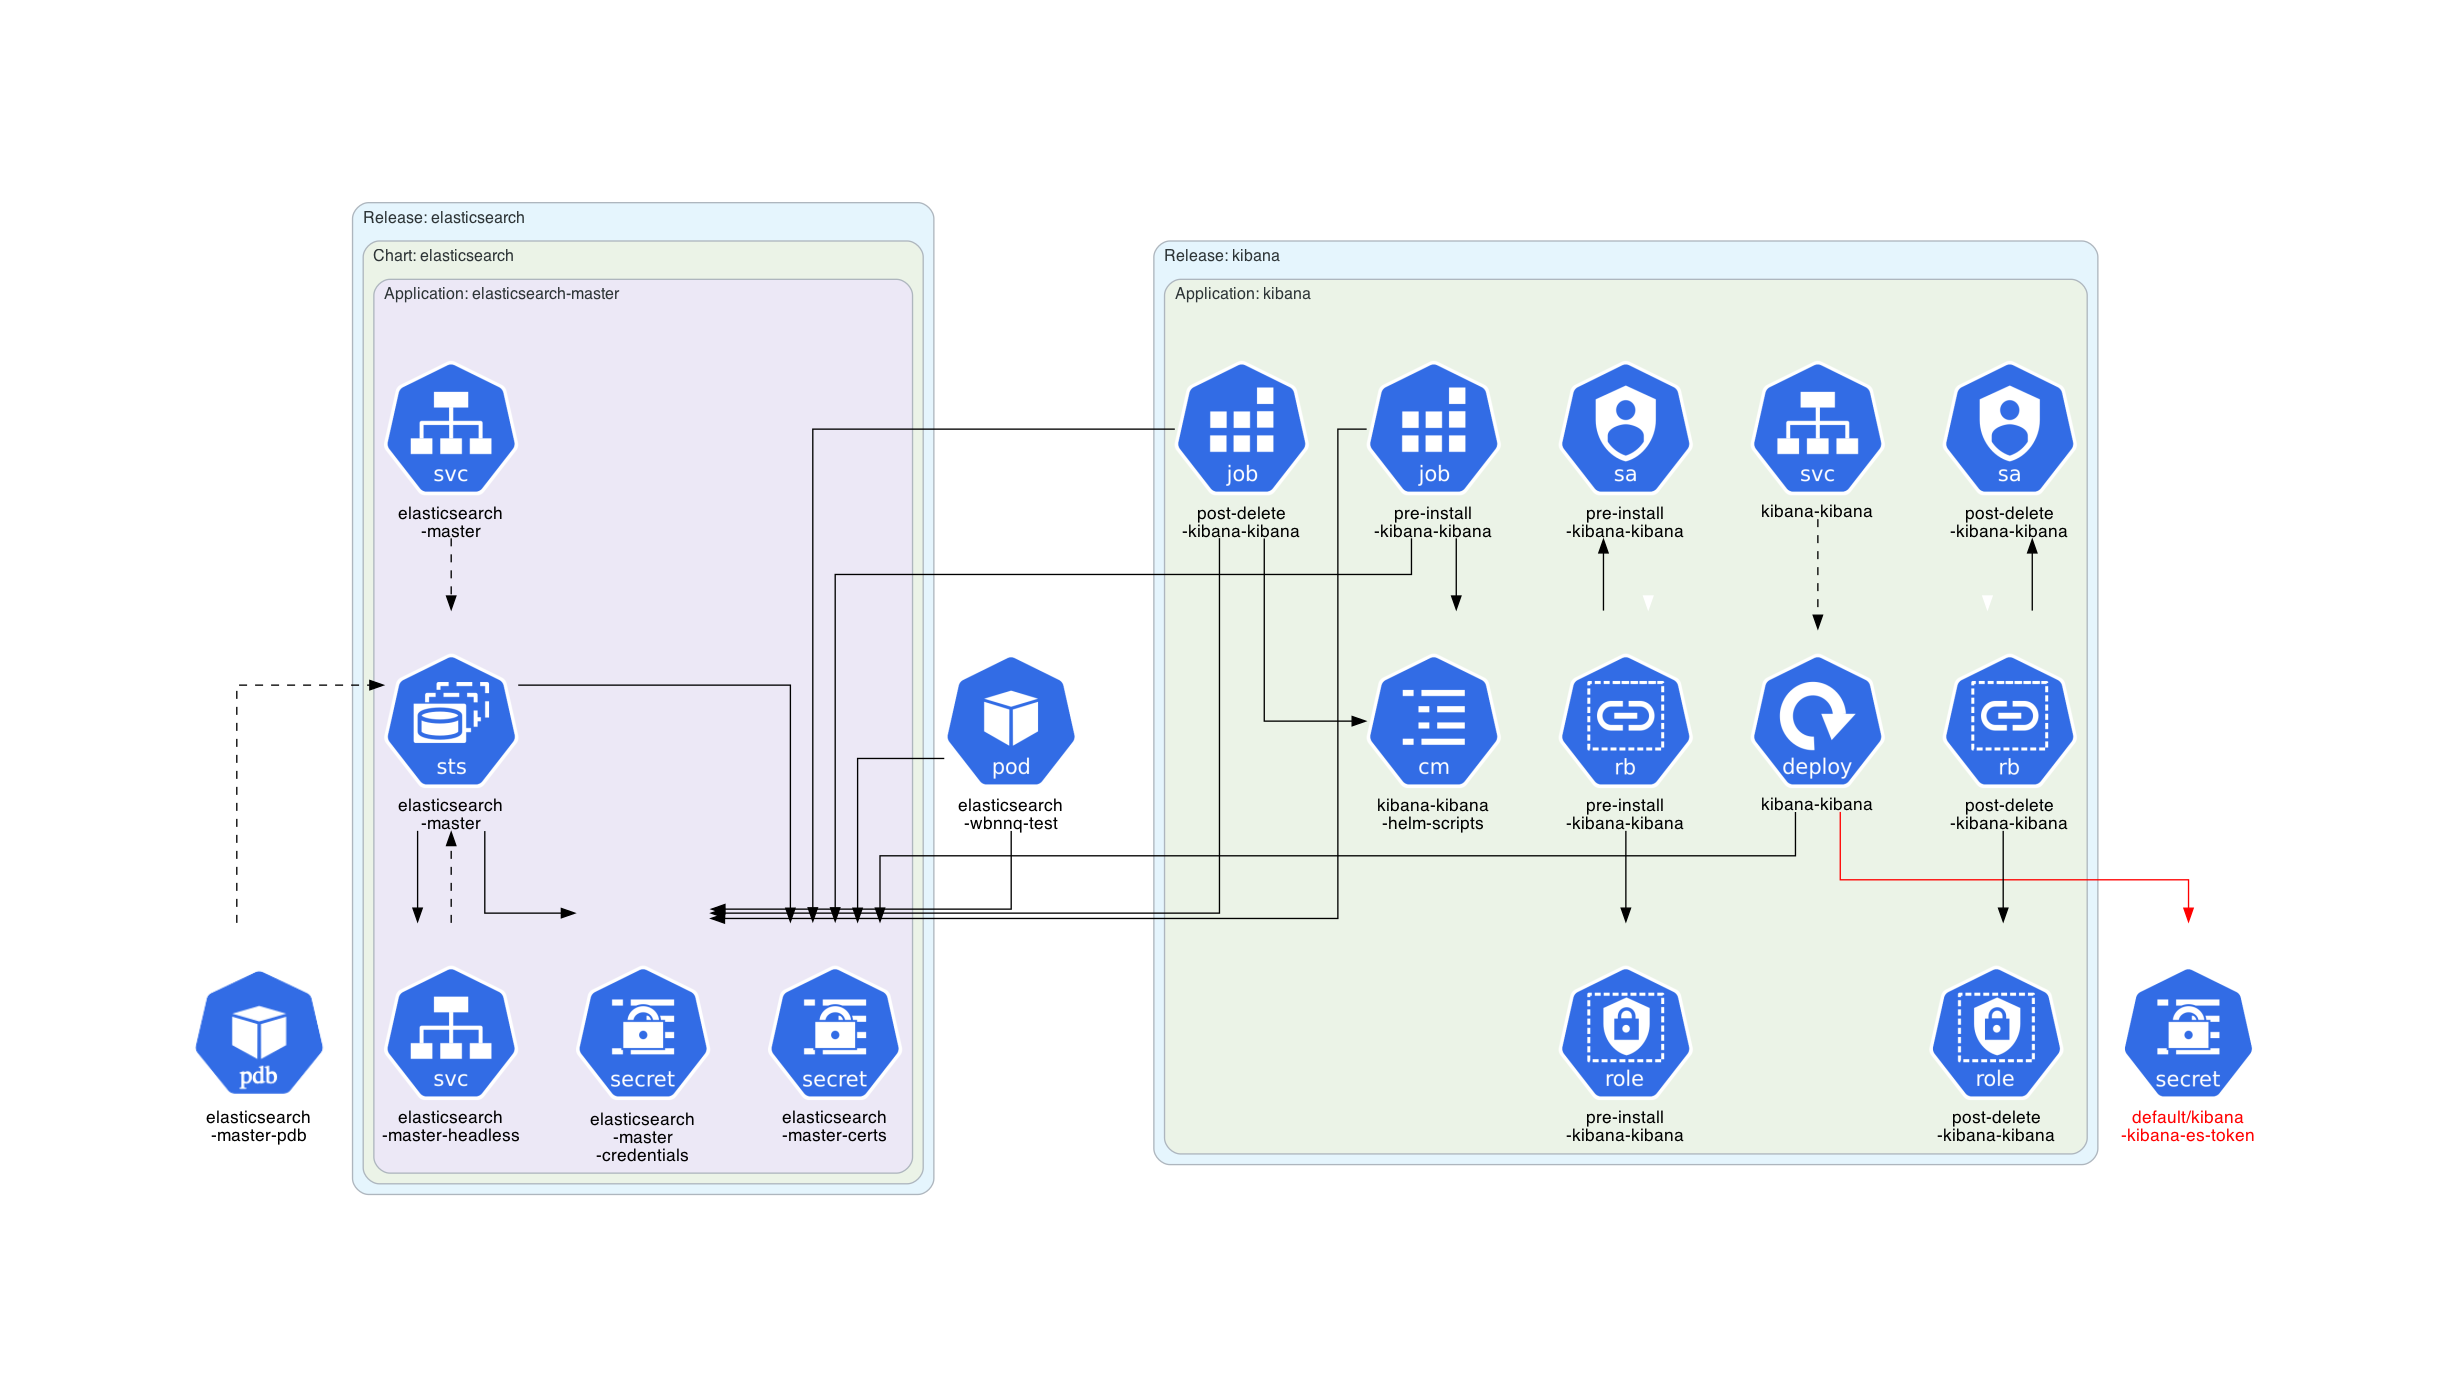 Release: elasticsearch
Chart: elasticsearch
Application: elasticsearch-master
Release: kibana
Application: kibana
svc
elasticsearch
-master
job
post-delete
-kibana-kibana
job
pre-install
-kibana-kibana
sa
pre-install
-kibana-kibana
svc
kibana-kibana
sa
post-delete
-kibana-kibana
sts
elasticsearch
-master
pod
elasticsearch
-wbnnq-test
cm
kibana-kibana
-helm-scripts
rb
pre-install
-kibana-kibana
deploy
kibana-kibana
rb
post-delete
-kibana-kibana
pdb
elasticsearch
-master-pdb
svc
elasticsearch
-master-headless
secret
elasticsearch
-master
-credentials
secret
elasticsearch
-master-certs
role
pre-install
-kibana-kibana
role
post-delete
-kibana-kibana
secret
default/kibana
-kibana-es-token